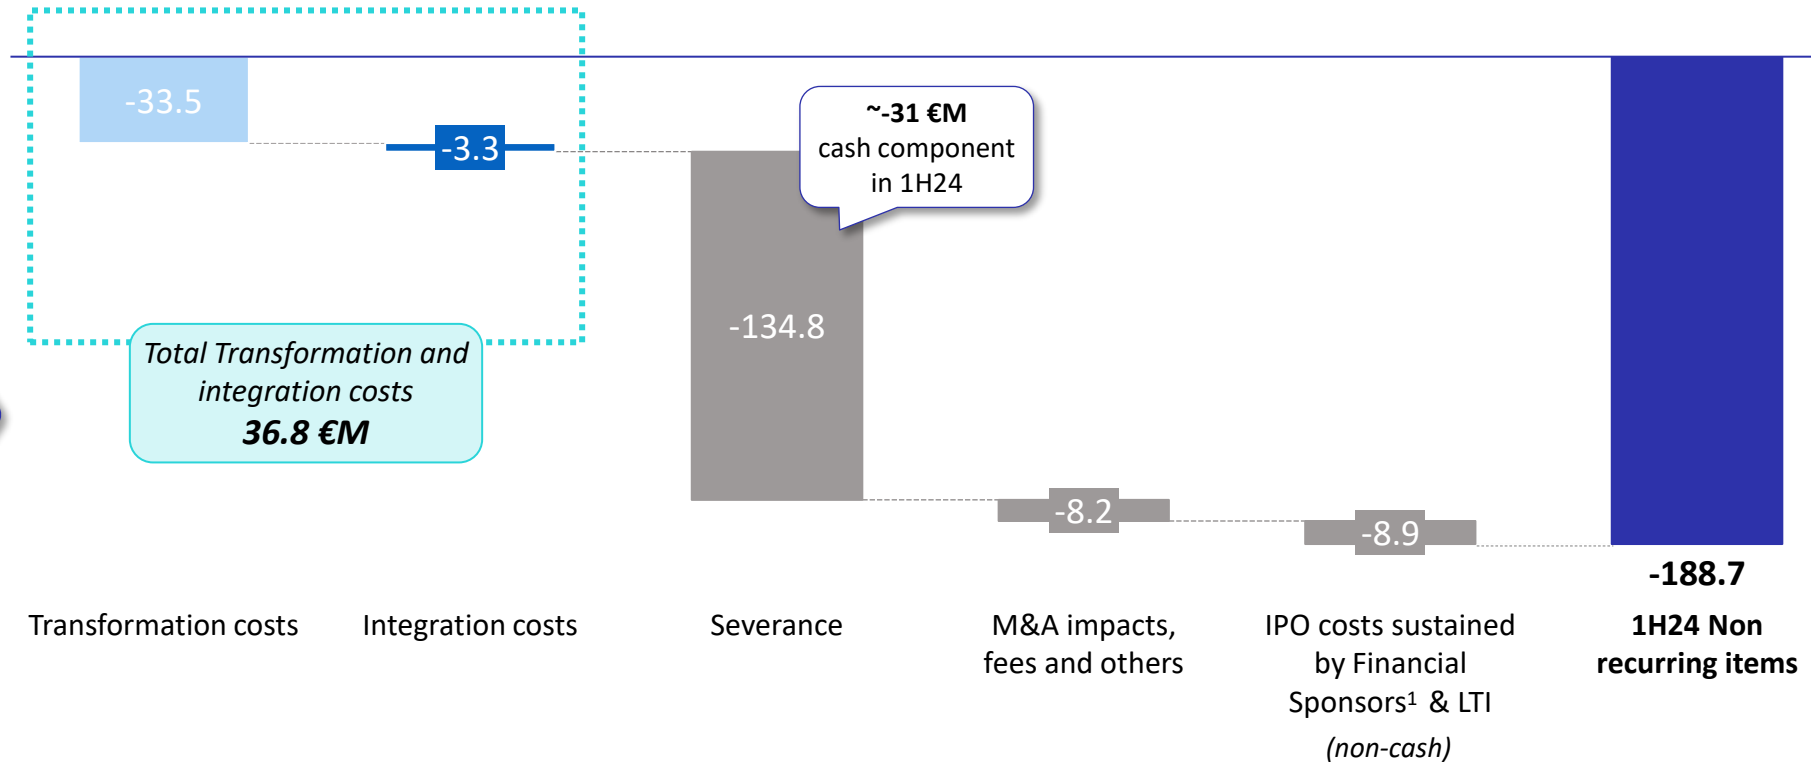 -33.5
-3.3
~-31 €M
cash component
in 1H24
-134.8
Total Transformation and
integration costs
36.8 €M
-8.2
-8.9
-188.7
Transformation costs
Integration costs
Severance
M&A impacts,
fees and others
IPO costs sustained
by Financial
Sponsors¹ & LTI
(non-cash)
1H24 Non
recurring items